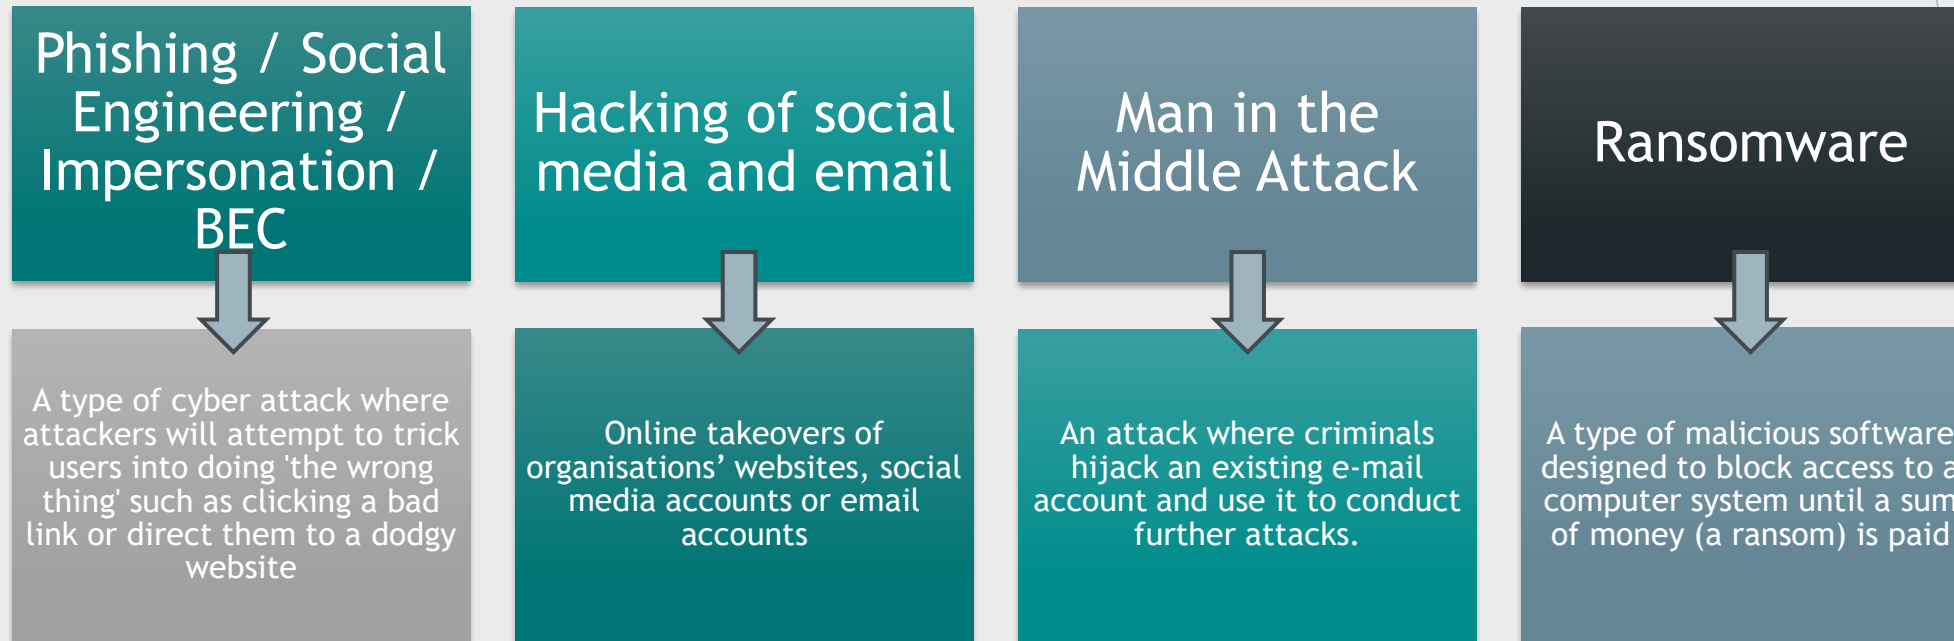 Phishing / Social
Engineering /
Impersonation /
BEC
A type of cyber attack where
attackers will attempt to trick
users into doing 'the wrong
thing' such as clicking a bad
link or direct them to a dodgy
website
Hacking of social
media and email
Online takeovers of
organisations’ websites, social
media accounts or email
accounts
Man in the
Middle Attack
An attack where criminals
hijack an existing e-mail
account and use it to conduct
further attacks.
Ransomware
A type of malicious software
designed to block access to a
computer system until a sum
of money (a ransom) is paid